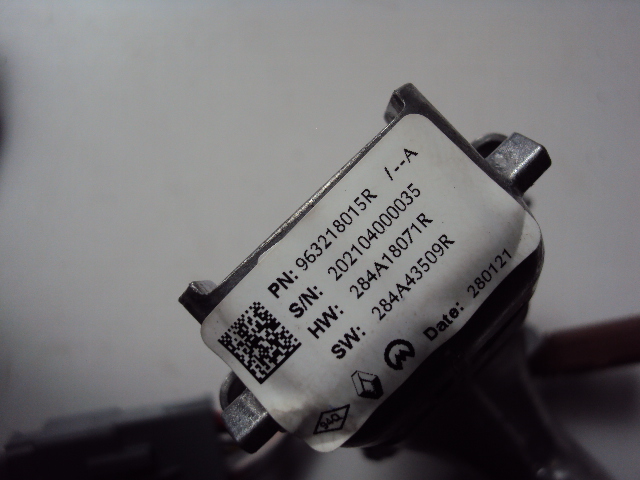 PN: 963218015R /--A
S/N: 202104000035
HW: 284A18071R
SW: 284A43509R
Date: 280121